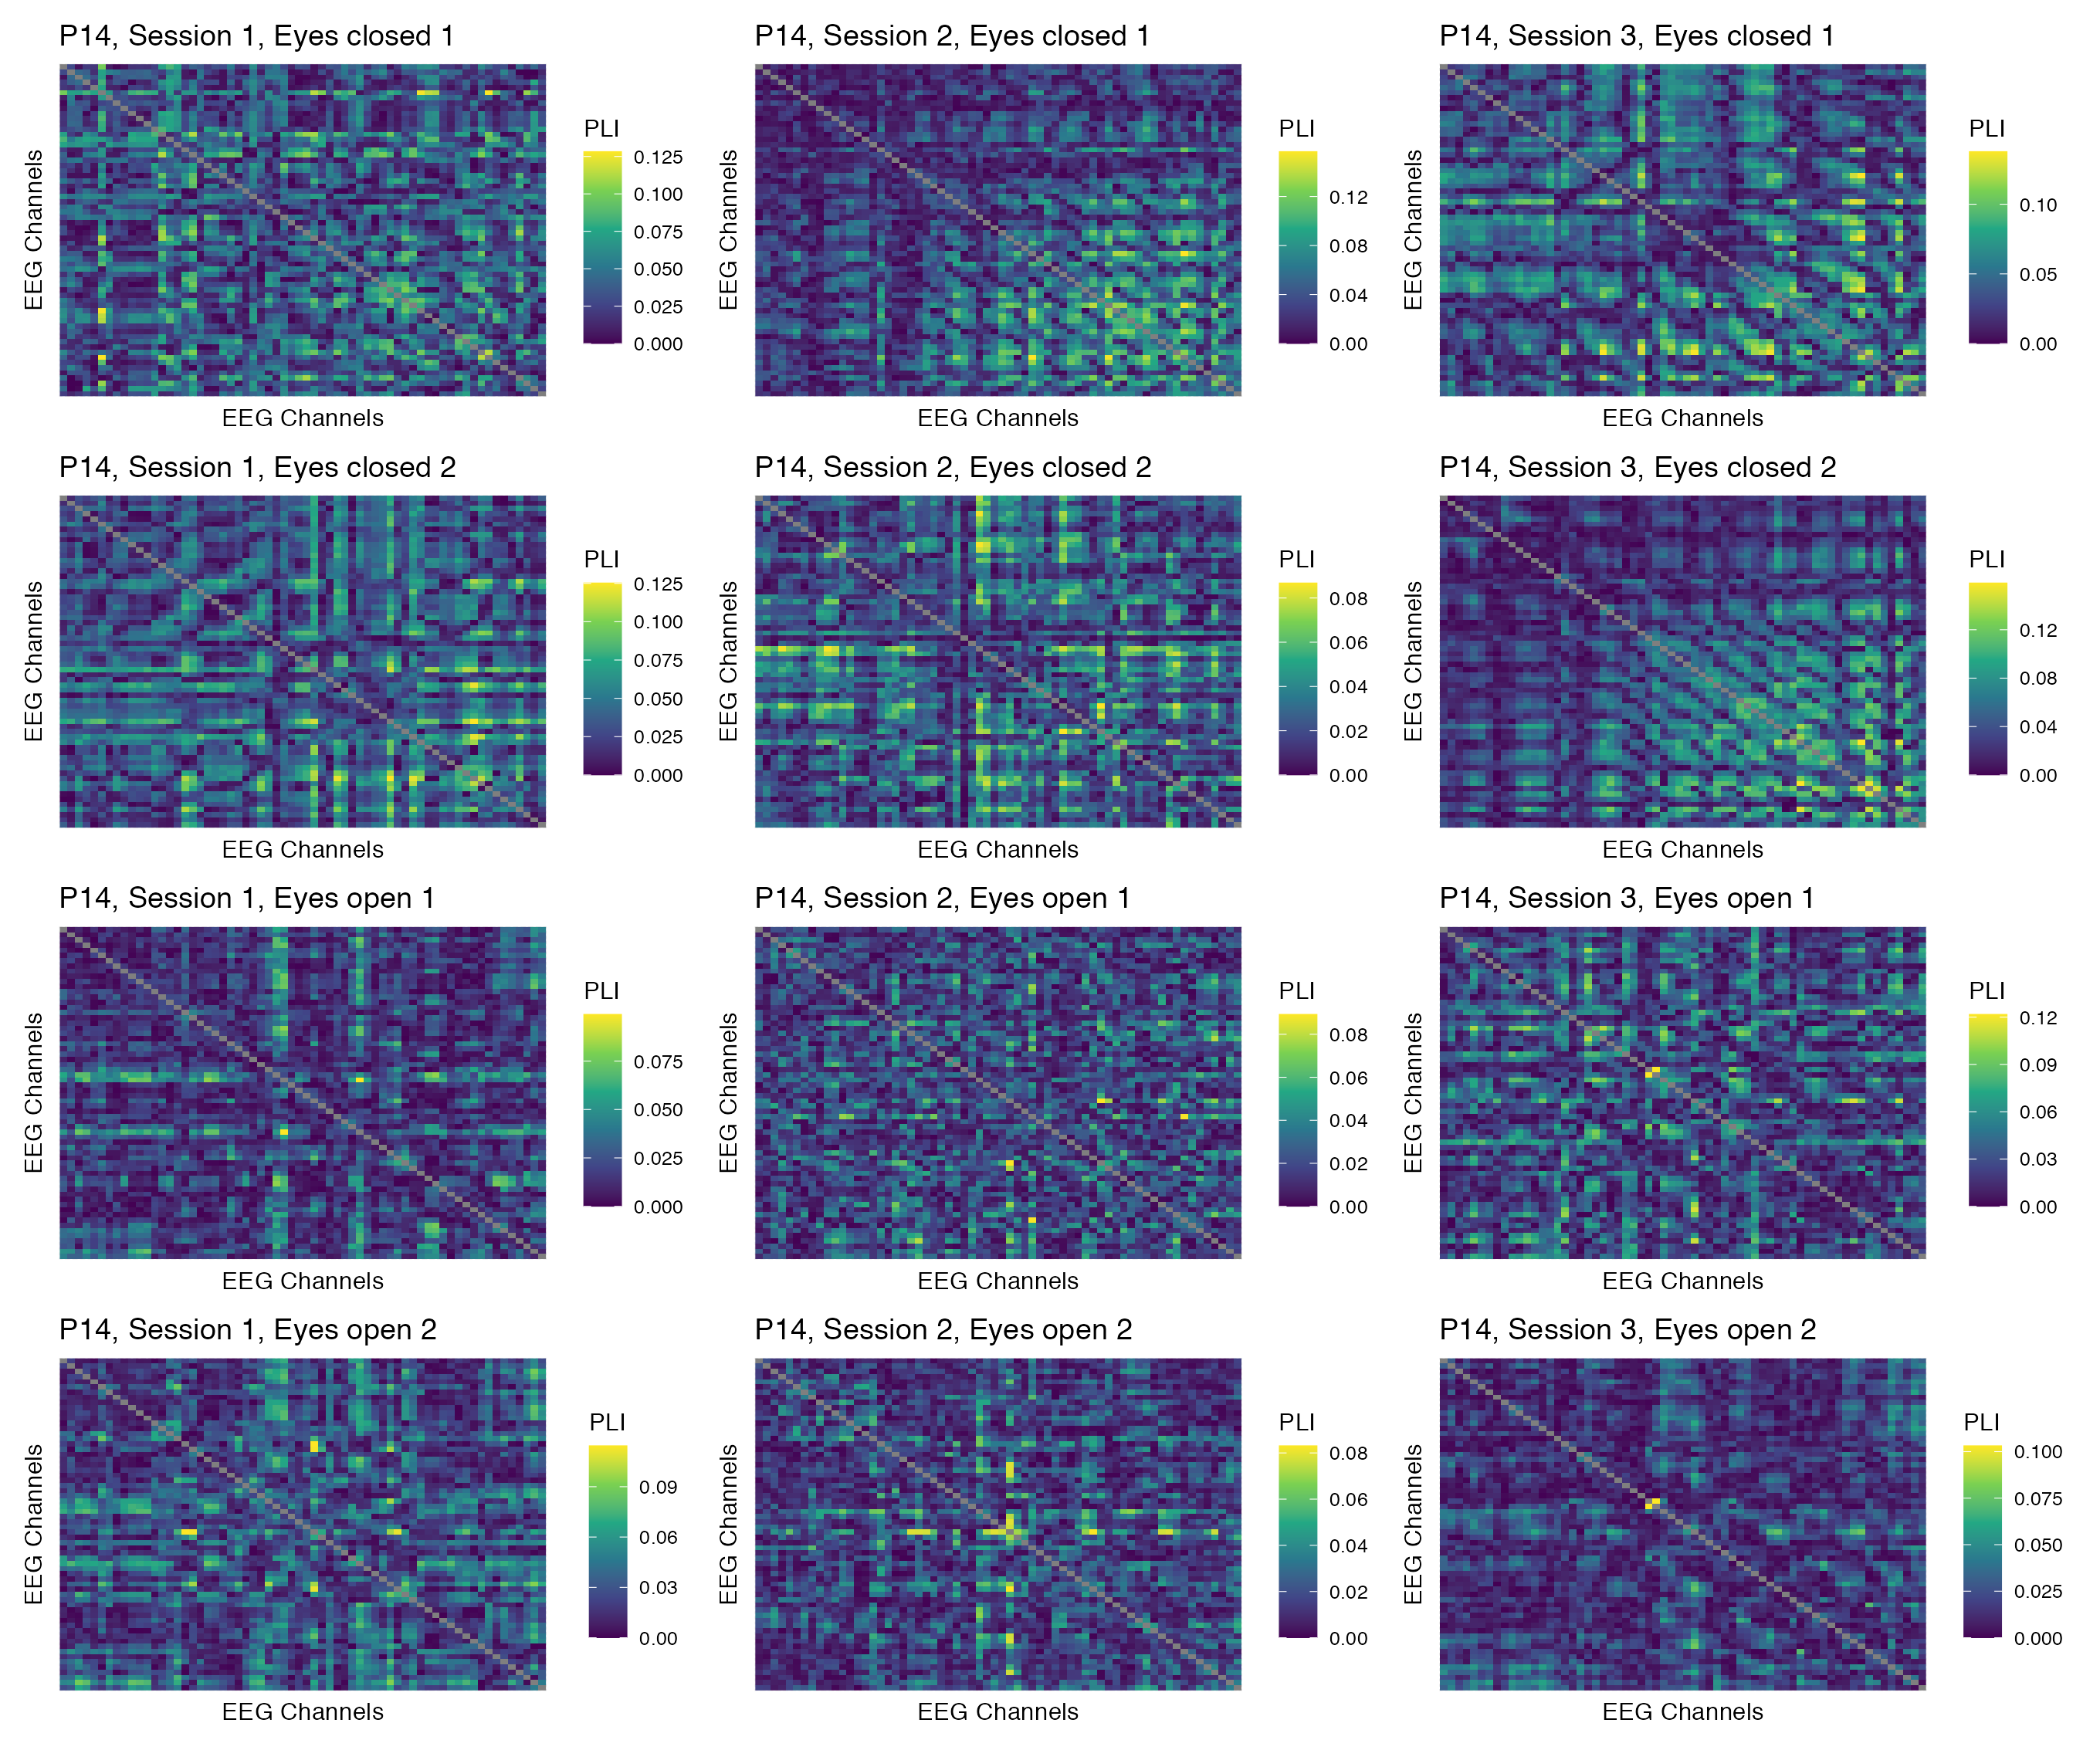 P14, Session 1, Eyes closed 1
EEG Channels
EEG Channels
PLI
0.125
0.100
0.075
0.050
0.025
0.000
P14, Session 2, Eyes closed 1
EEG Channels
EEG Channels
PLI
0.12
0.08
0.04
0.00
P14, Session 3, Eyes closed 1
EEG Channels
EEG Channels
PLI
0.10
0.05
0.00
P14, Session 1, Eyes closed 2
EEG Channels
EEG Channels
PLI
0.125
0.100
0.075
0.050
0.025
0.000
P14, Session 2, Eyes closed 2
EEG Channels
EEG Channels
PLI
0.08
0.06
0.04
0.02
0.00
P14, Session 3, Eyes closed 2
EEG Channels
EEG Channels
PLI
0.12
0.08
0.04
0.00
P14, Session 1, Eyes open 1
EEG Channels
EEG Channels
PLI
0.075
0.050
0.025
0.000
P14, Session 2, Eyes open 1
EEG Channels
EEG Channels
PLI
0.08
0.06
0.04
0.02
0.00
P14, Session 3, Eyes open 1
EEG Channels
EEG Channels
PLI
0.12
0.09
0.06
0.03
0.00
P14, Session 1, Eyes open 2
EEG Channels
EEG Channels
PLI
0.09
0.06
0.03
0.00
P14, Session 2, Eyes open 2
EEG Channels
EEG Channels
PLI
0.08
0.06
0.04
0.02
0.00
P14, Session 3, Eyes open 2
EEG Channels
EEG Channels
PLI
0.100
0.075
0.050
0.025
0.000